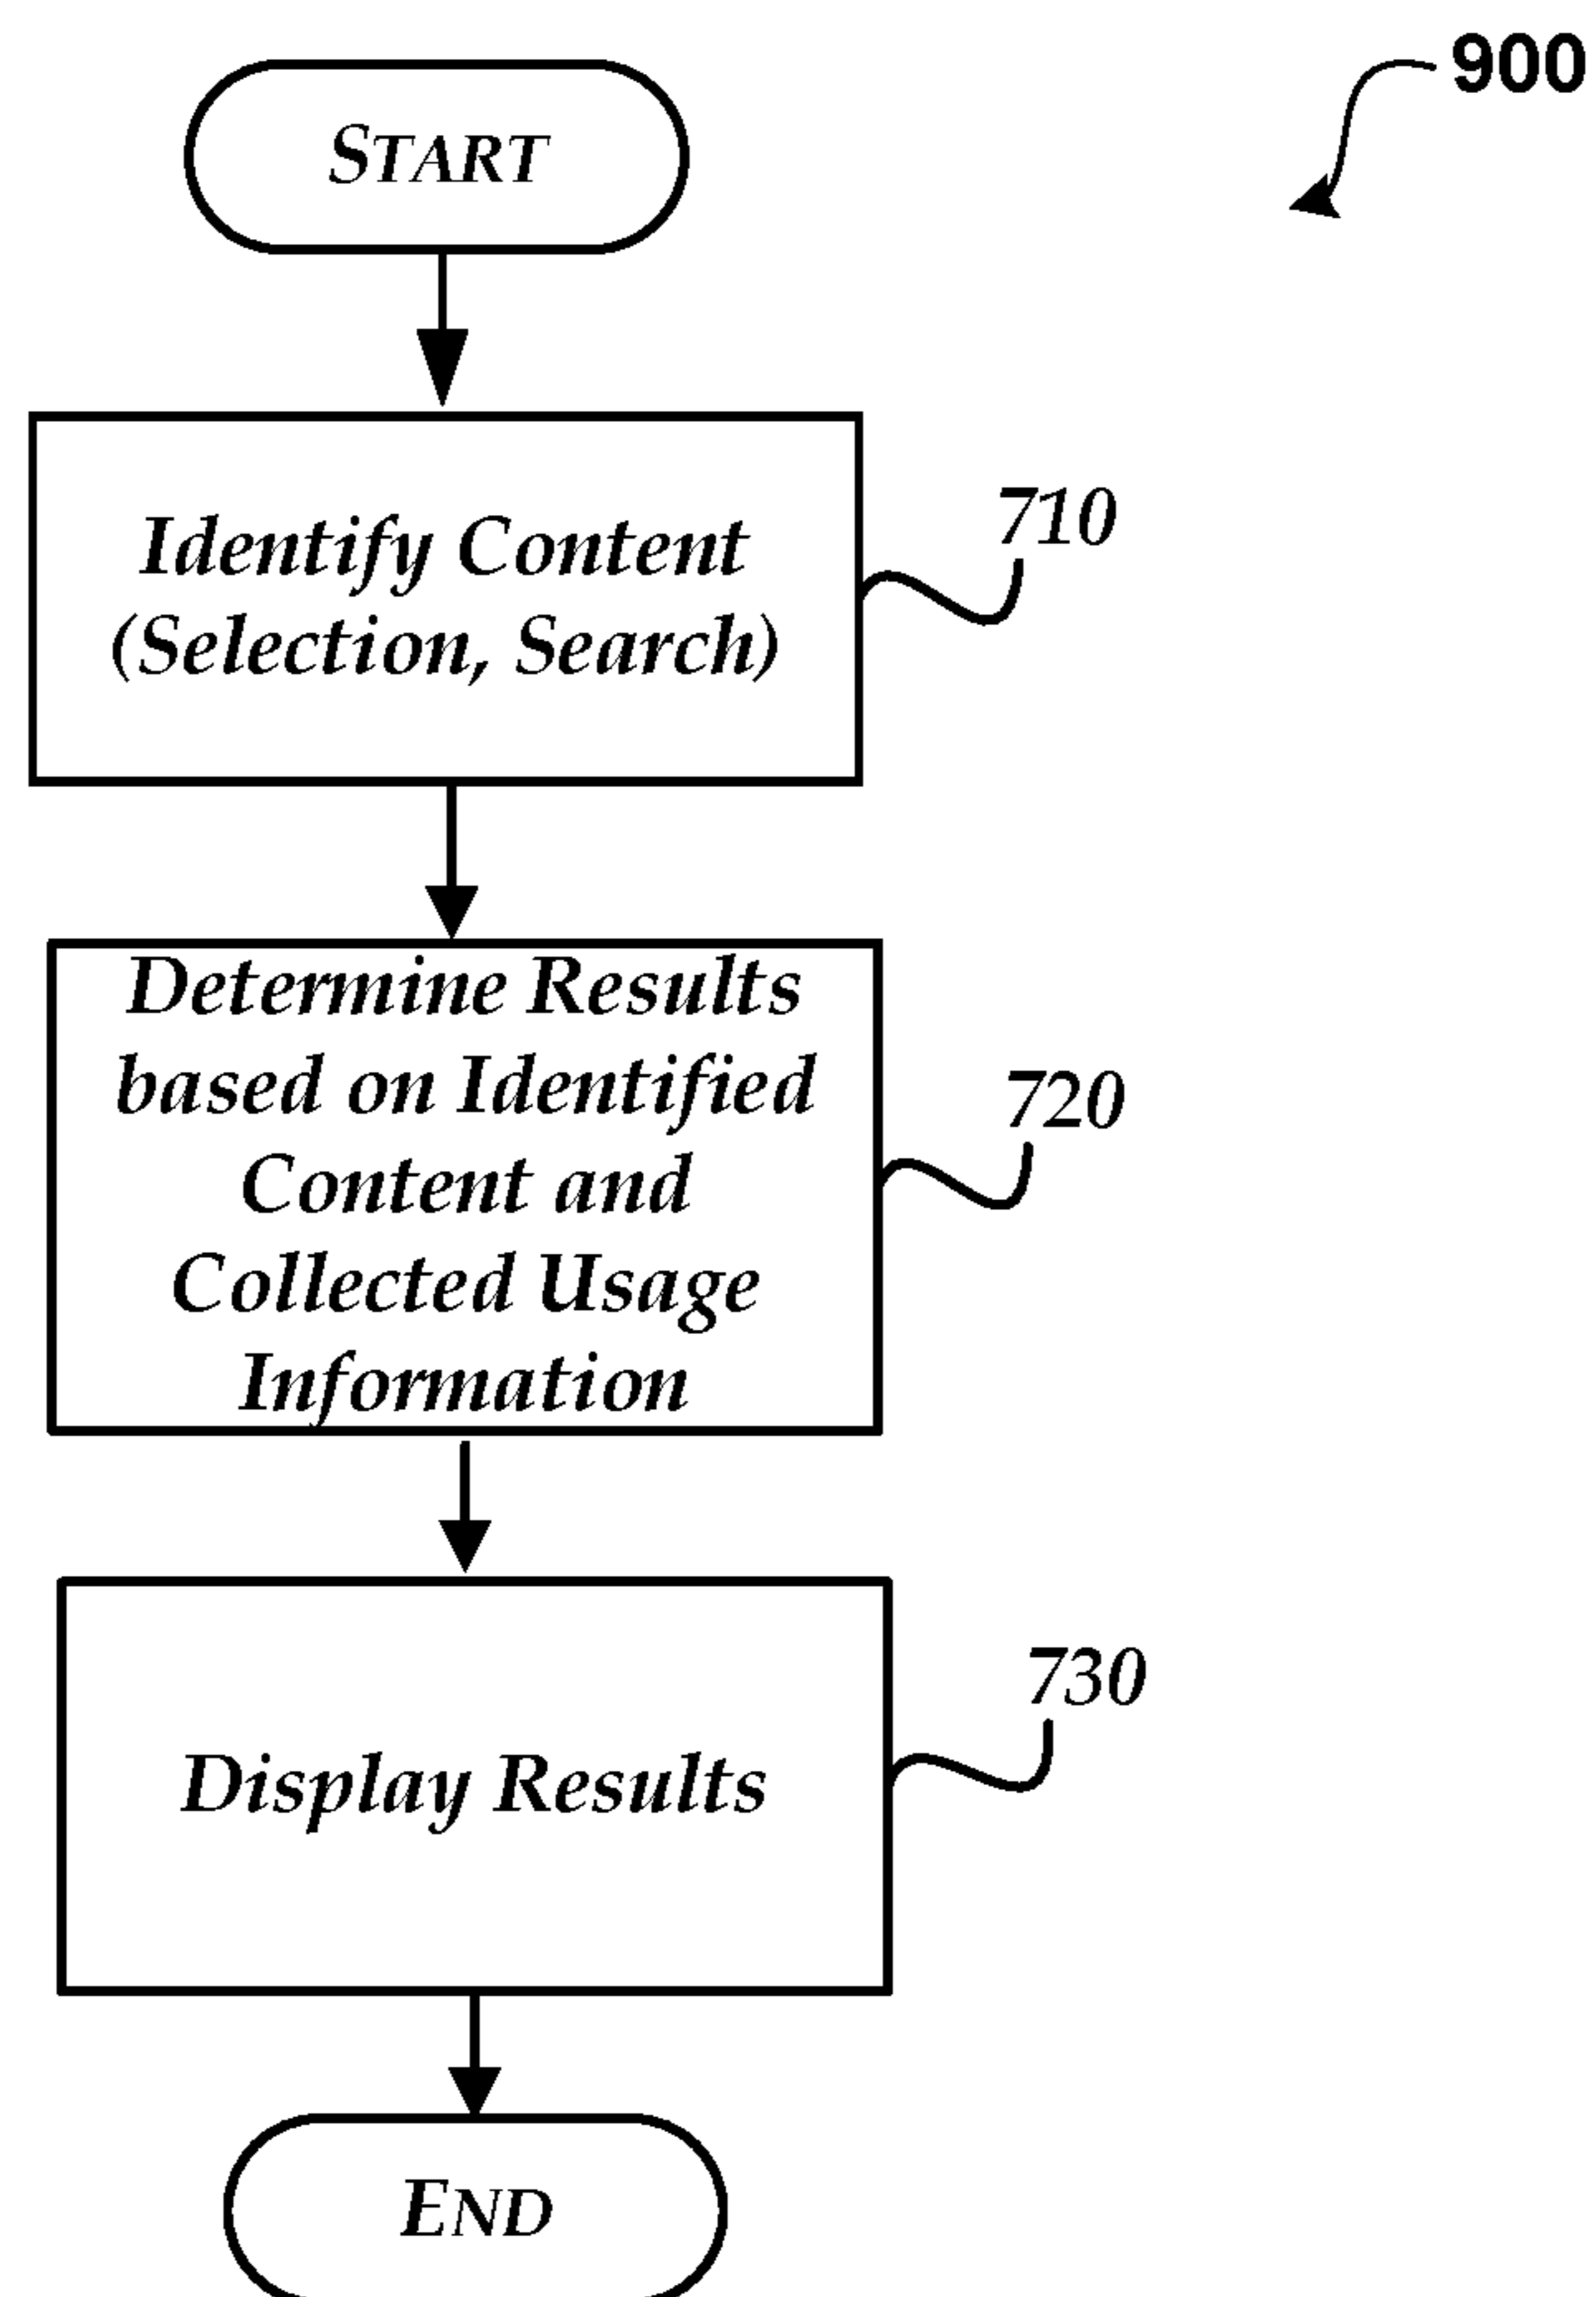 900
START
Identify Content
(Selection, Search)
710
Determine Results
based on Identified
Content and
Collected Usage
Information
720
Display Results
730
END